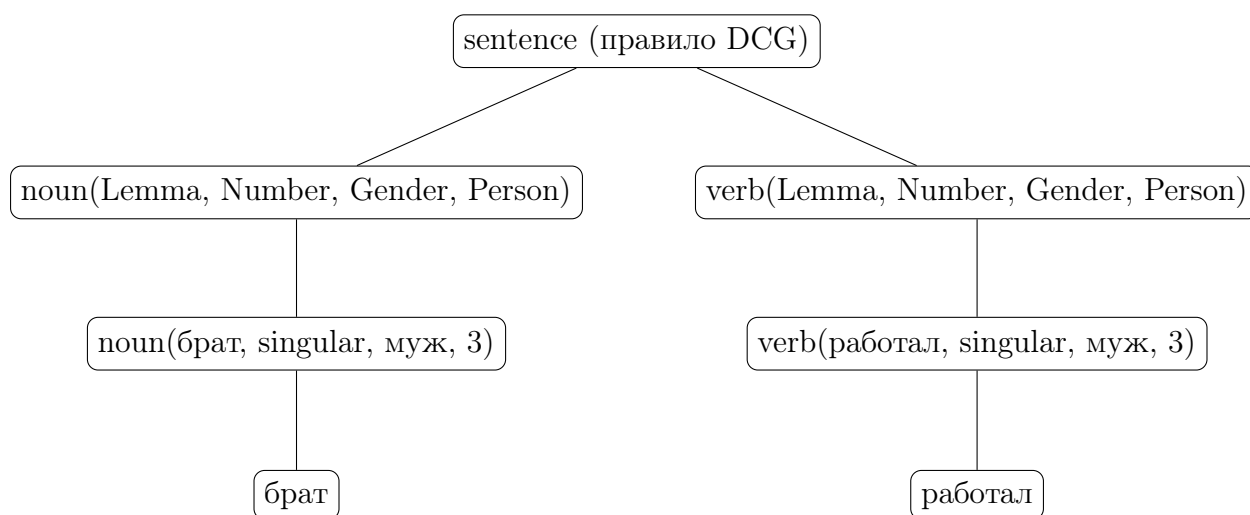 sentence (правило DCG)
noun(Lemma, Number, Gender, Person)
verb(Lemma, Number, Gender, Person)
noun(брат, singular, муж, 3)
verb(работал, singular, муж, 3)
брат
работал